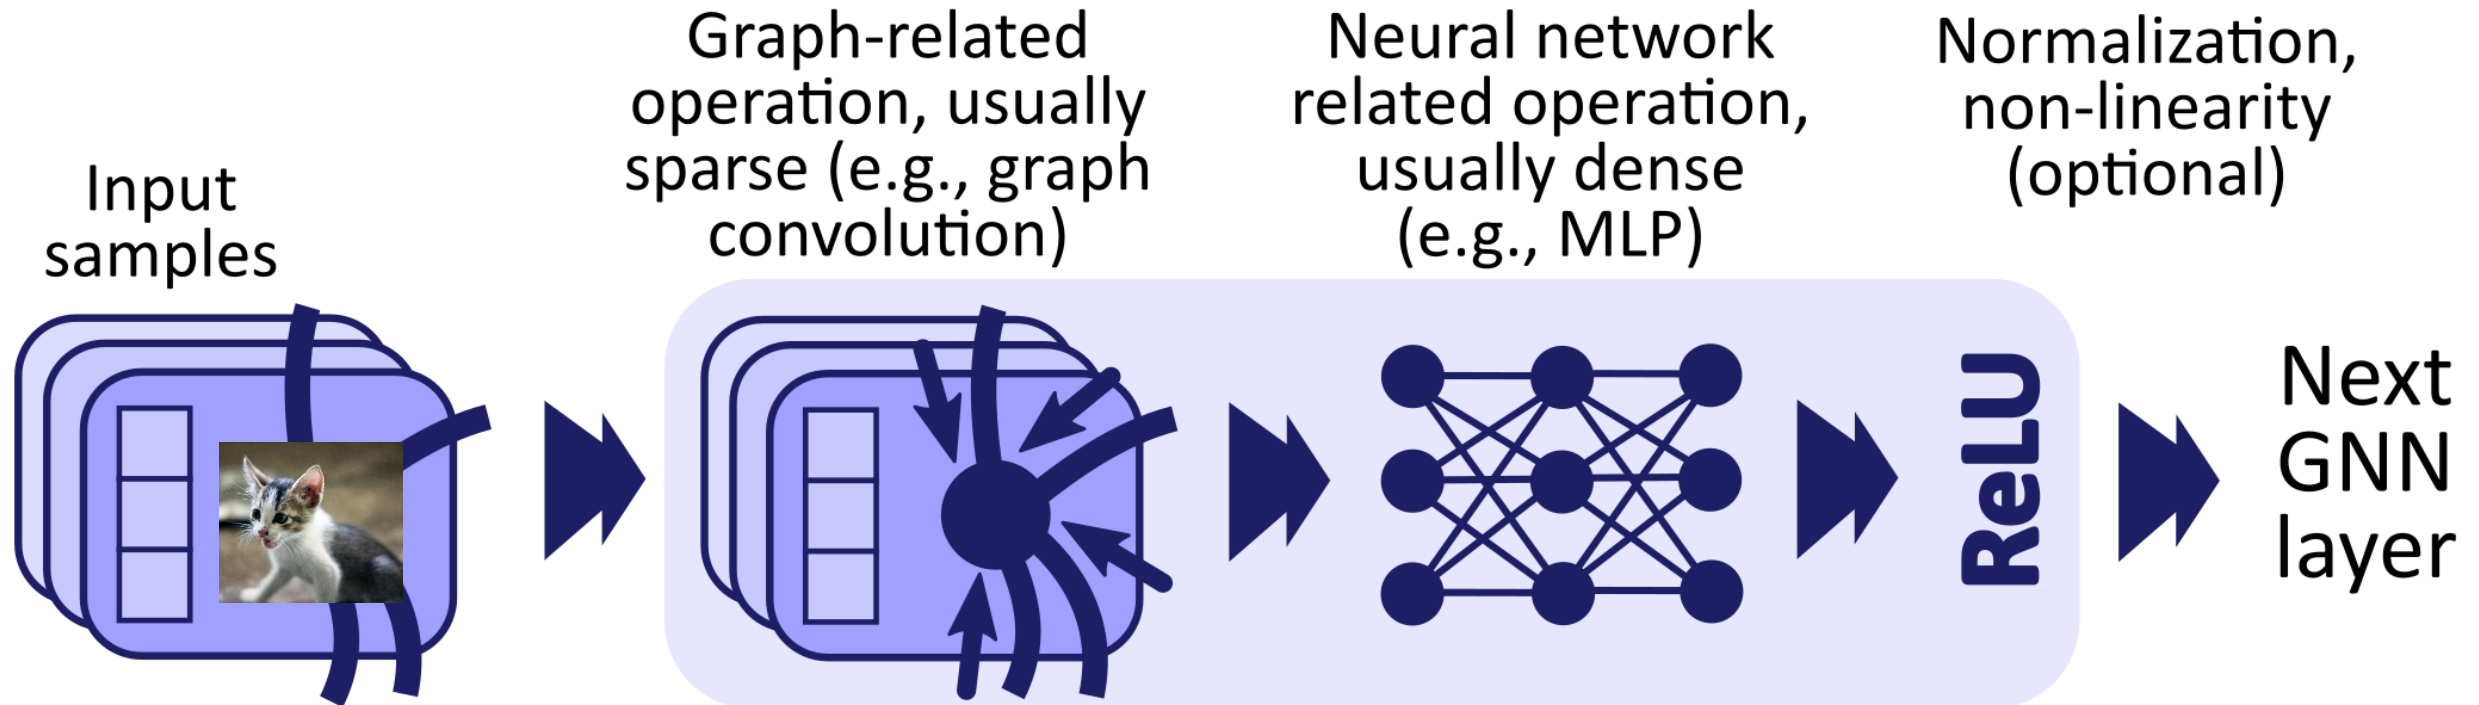 Input
samples
Graph-related
operation, usually
sparse (e.g., graph
convolution)
Neural network
related operation,
usually dense
(e.g., MLP)
Normalization,
non-linearity
(optional)
ReLU
Next
GNN
layer